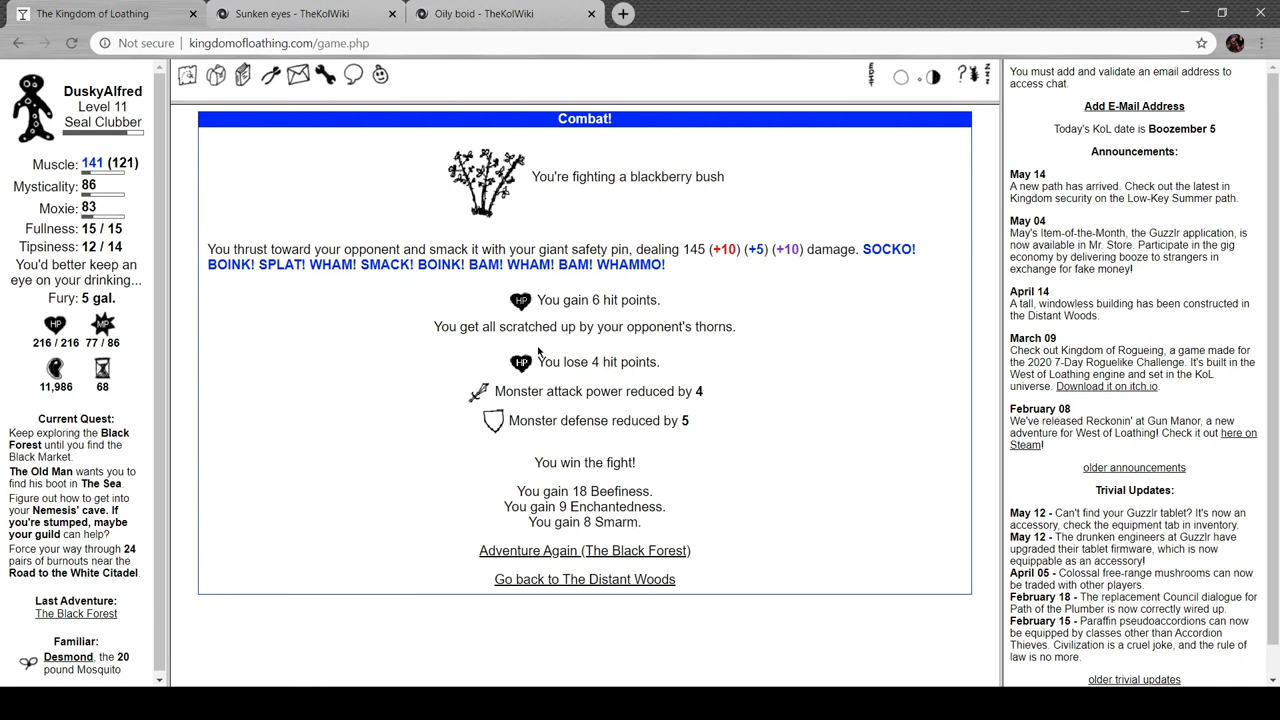 The Kingdom of Loathing
Sunken eyes - TheKolWiki
Oily boid - TheKolWiki
Not secure | kingdomofloathing.com/game.php
DuskyAlfred
Level 11
Seal Clubber
Muscle: 141 (121)
Mysticality: 86
Moxie: 83
Fullness: 15 / 15
Tipsiness: 12 / 14
You'd better keep an
eye on your drinking...
Fury: 5 gal.
HP MP
216 / 216 77 / 86
11,986 68
Current Quest:
Keep exploring the Black
Forest until you find the
Black Market.
The Old Man wants you to
find his boot in The Sea.
Figure out how to get into
your Nemesis' cave. If
you're stumped, maybe
your guild can help?
Force your way through 24
pairs of burnouts near the
Road to the White Citadel.
Last Adventure:
The Black Forest
Familiar:
Desmond, the 20
pound Mosquito
Combat!
You're fighting a blackberry bush
You thrust toward your opponent and smack it with your giant safety pin, dealing 145 (+10) (+5) (+10) damage. SOCKO!
BOINK! SPLAT! WHAM! SMACK! BOINK! BAM! WHAM! BAM! WHAMMO!
HP You gain 6 hit points.
You get all scratched up by your opponent's thorns.
HP You lose 4 hit points.
Monster attack power reduced by 4
Monster defense reduced by 5
You win the fight!
You gain 18 Beefiness.
You gain 9 Enchantedness.
You gain 8 Smarm.
Adventure Again (The Black Forest)
Go back to The Distant Woods
You must add and validate an email address to
access chat.
Add E-Mail Address
Today's KoL date is Boozember 5
Announcements:
May 14
A new path has arrived. Check out the latest in
Kingdom security on the Low-Key Summer path.
May 04
May's Item-of-the-Month, the Guzzlr application, is
now available in Mr. Store. Participate in the gig
economy by delivering booze to strangers in
exchange for fake money!
April 14
A tall, windowless building has been constructed in
the Distant Woods.
March 09
Check out Kingdom of Rogueing, a game made for
the 2020 7-Day Roguelike Challenge. It's built in the
West of Loathing engine and set in the KoL
universe. Download it on itch.io.
February 08
We've released Reckonin' at Gun Manor, a new
adventure for West of Loathing! Check it out here on
Steam!
older announcements
Trivial Updates:
May 12 - Can't find your Guzzlr tablet? It's now an
accessory, check the equipment tab in inventory.
May 12 - The drunken engineers at Guzzlr have
upgraded their tablet firmware, which is now
equippable as an accessory!
April 05 - Colossal free-range mushrooms can now
be traded with other players.
February 18 - The replacement Council dialogue for
Path of the Plumber is now correctly wired up.
February 15 - Paraffin pseudoaccordions can now
be equipped by classes other than Accordion
Thieves. Civilization is a cruel joke, and the rule of
law is no more.
older trivial updates